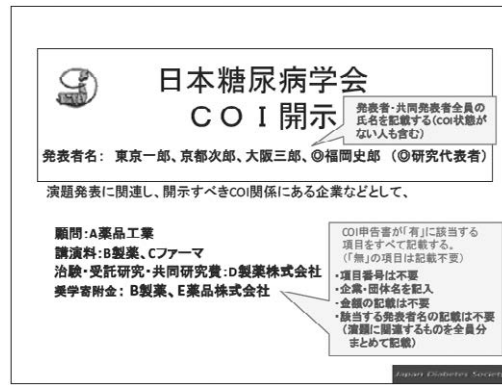 日本糖尿病学会
ＣＯＩ開示
発表者・共同発表者全員の
氏名を記載する(COI状態が
ない人も含む)
発表者名： 東京一郎、京都次郎、大阪三郎、◎福岡史郎 （◎研究代表者）
演題発表に関連し、開示すべきCOI関係にある企業などとして、
顧問:A薬品工業
講演料:B製薬、Cファーマ
治験・受託研究・共同研究費:D製薬株式会社
奨学寄附金： B製薬、E薬品株式会社
COI申告書が「有」に該当する
項目をすべて記載する。
(「無」の項目は記載不要)
・項目番号は不要
・企業・団体名を記入
・金額の記載は不要
・該当する発表者名の記載は不要
(演題に関連するものを全員分
まとめて記載)
Japan Diabetes Societ